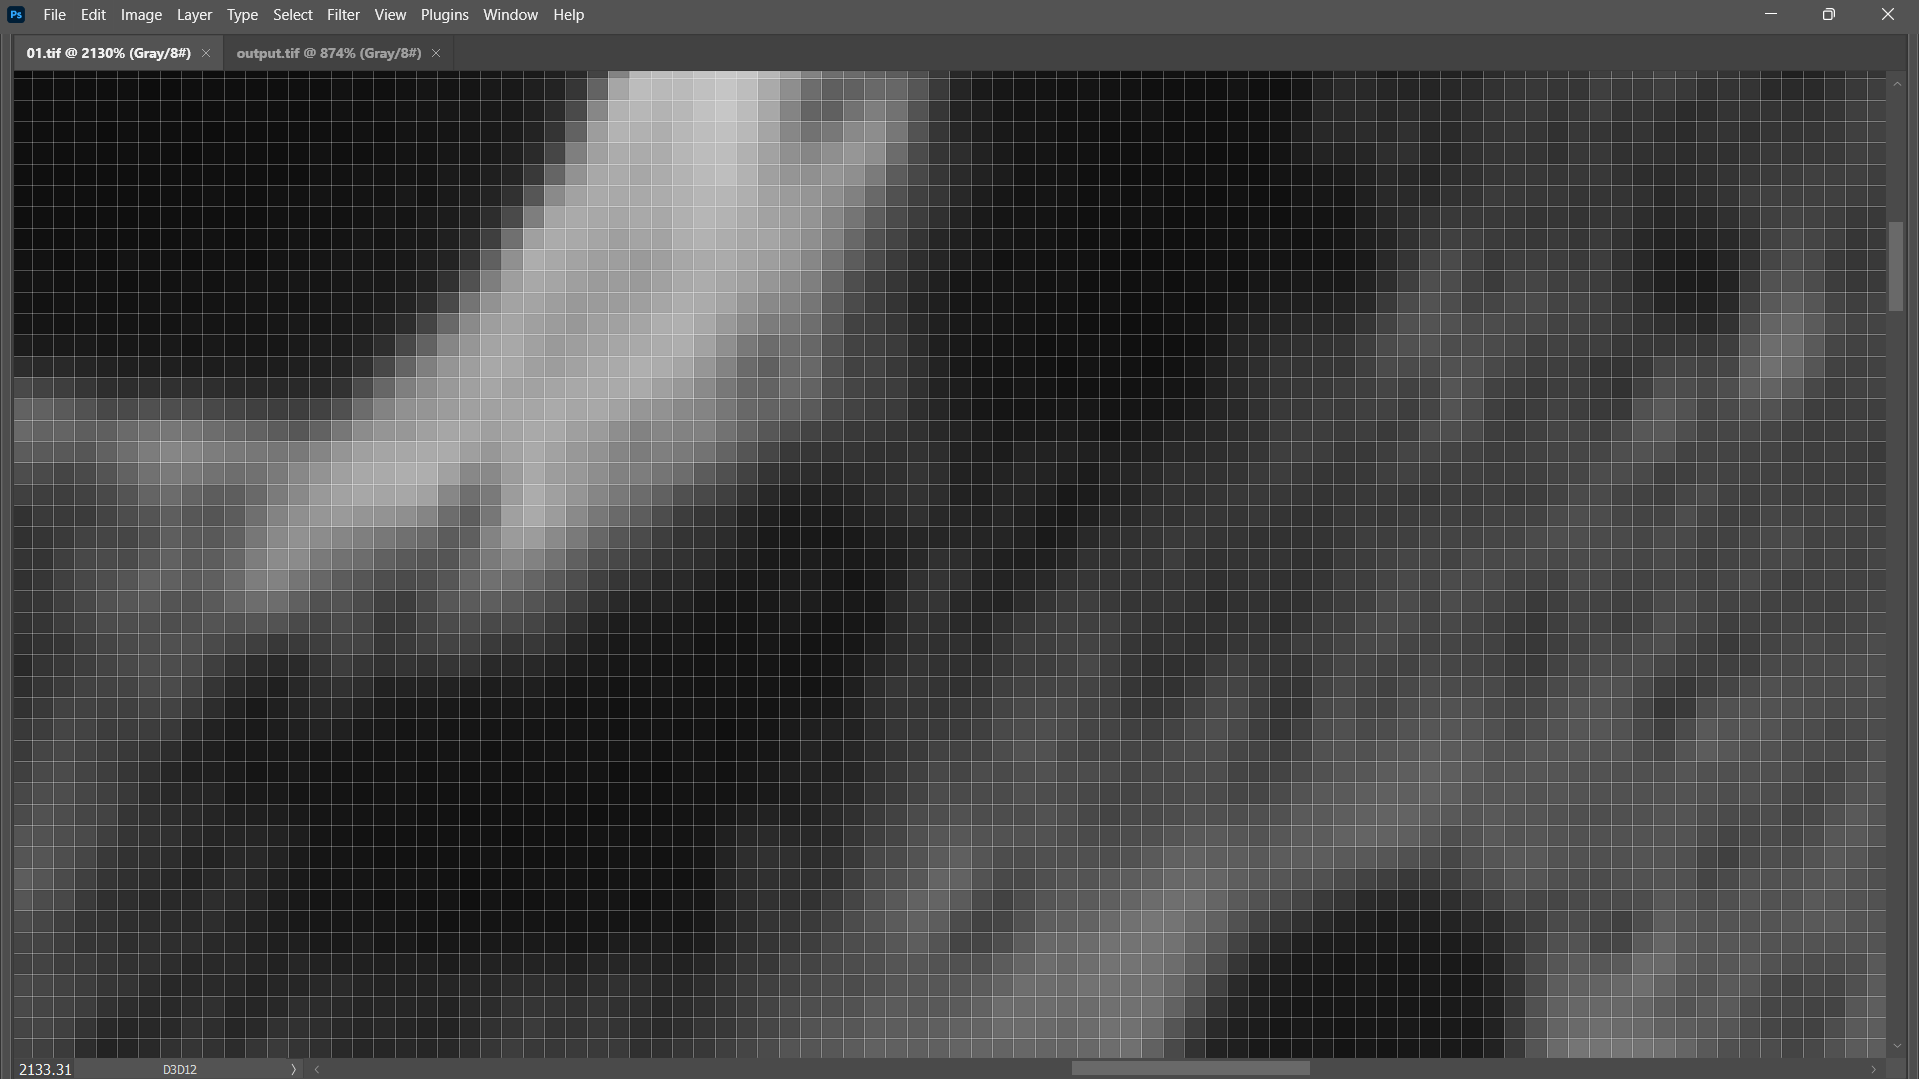 Ps File Edit Image Layer Type Select Filter View Plugins Window Help
01.tif @ 2130% (Gray/8#) output.tif @ 874% (Gray/8#)
2133.31 D3D12